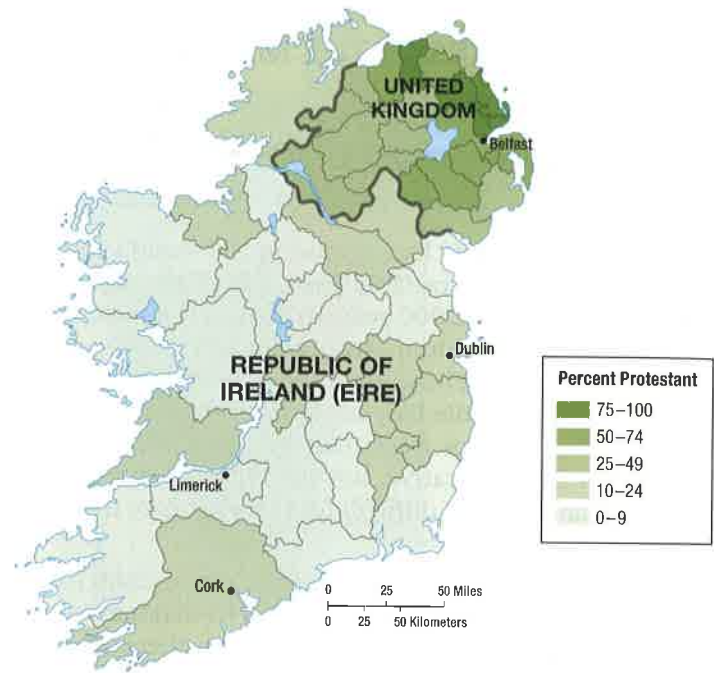 UNITED
KINGDOM
Belfast
Dublin
REPUBLIC OF
IRELAND (EIRE)
Limerick
Cork
Percent Protestant
75–100
50–74
25–49
10–24
0–9
0 25 50 Miles
0 25 50 Kilometers